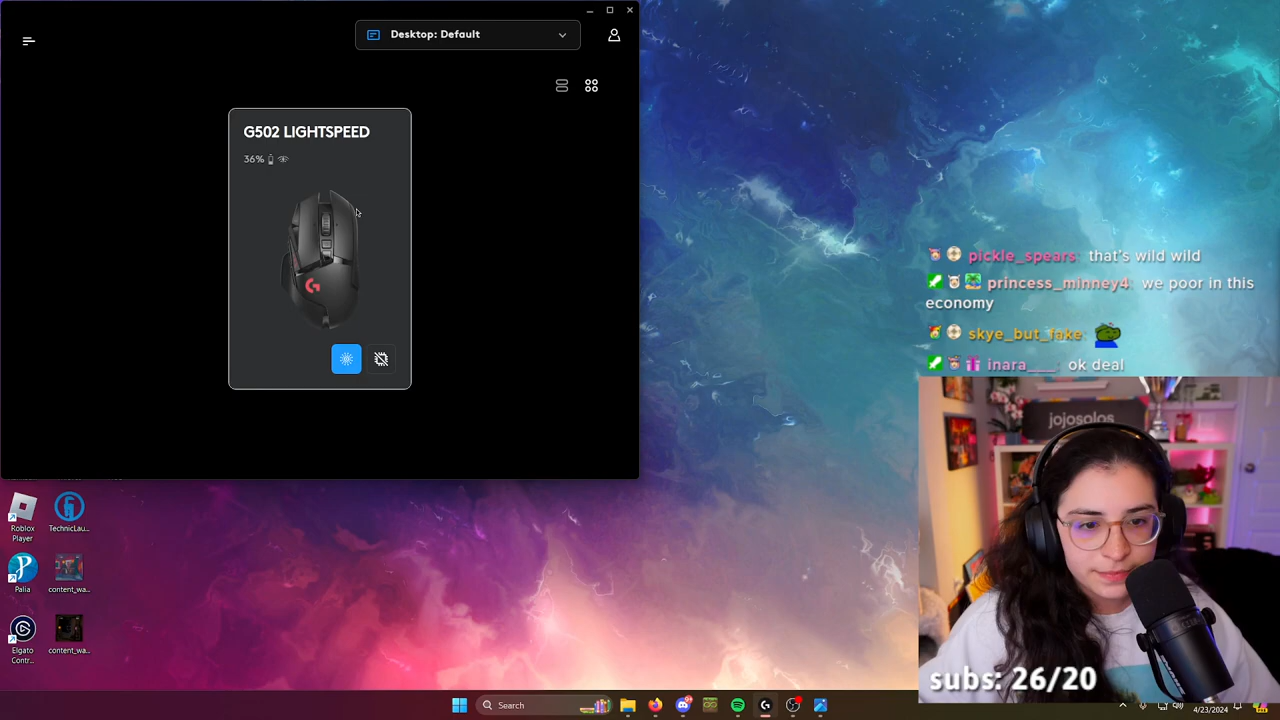 Desktop: Default
G502 LIGHTSPEED
36%
pickle_spears: that's wild wild
princess_minney4: we poor in this
economy
skye_but_fake:
inara___: ok deal
jojosolos
Roblox
Player
TechnicLau...
Palia
content_wa...
Elgato
Contr...
content_wa...
subs: 26/20
Search
4/23/2024